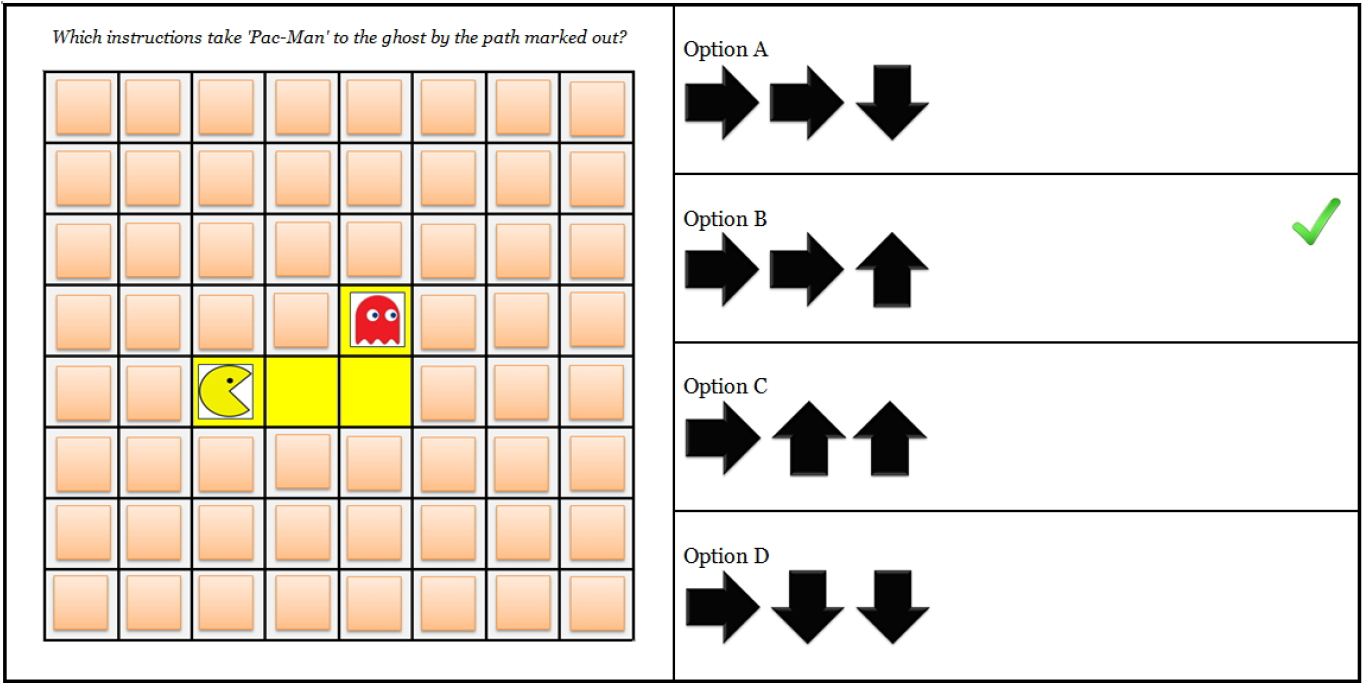 Which instructions take 'Pac-Man' to the ghost by the path marked out?
Option A
Option B
Option C
Option D